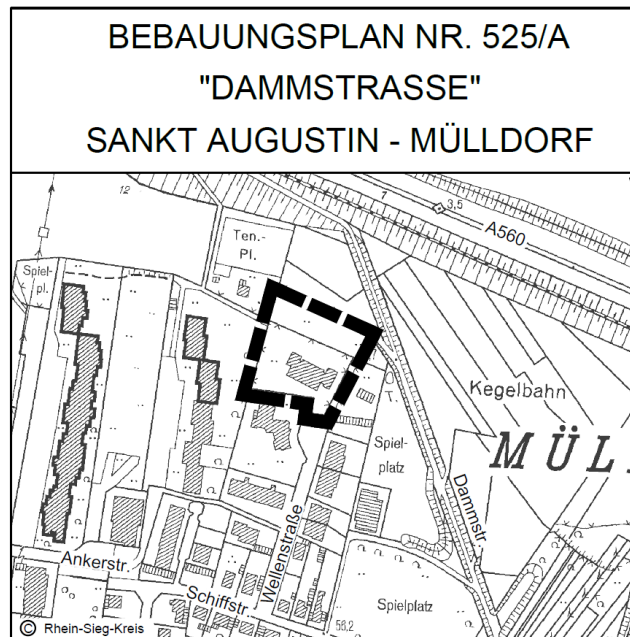 BEBAUUNGSPLAN NR. 525/A
"DAMMSTRASSE"
SANKT AUGUSTIN - MÜLLDORF
12
7
3,5
A560
Ten.-
Pl.
Spiel-
pl.
Kegelbahn
T.
MÜL
Spiel-
platz
Dammstr.
Wellenstraße
Ankerstr.
Schiffstr.
Spielplatz
56.2
© Rhein-Sieg-Kreis